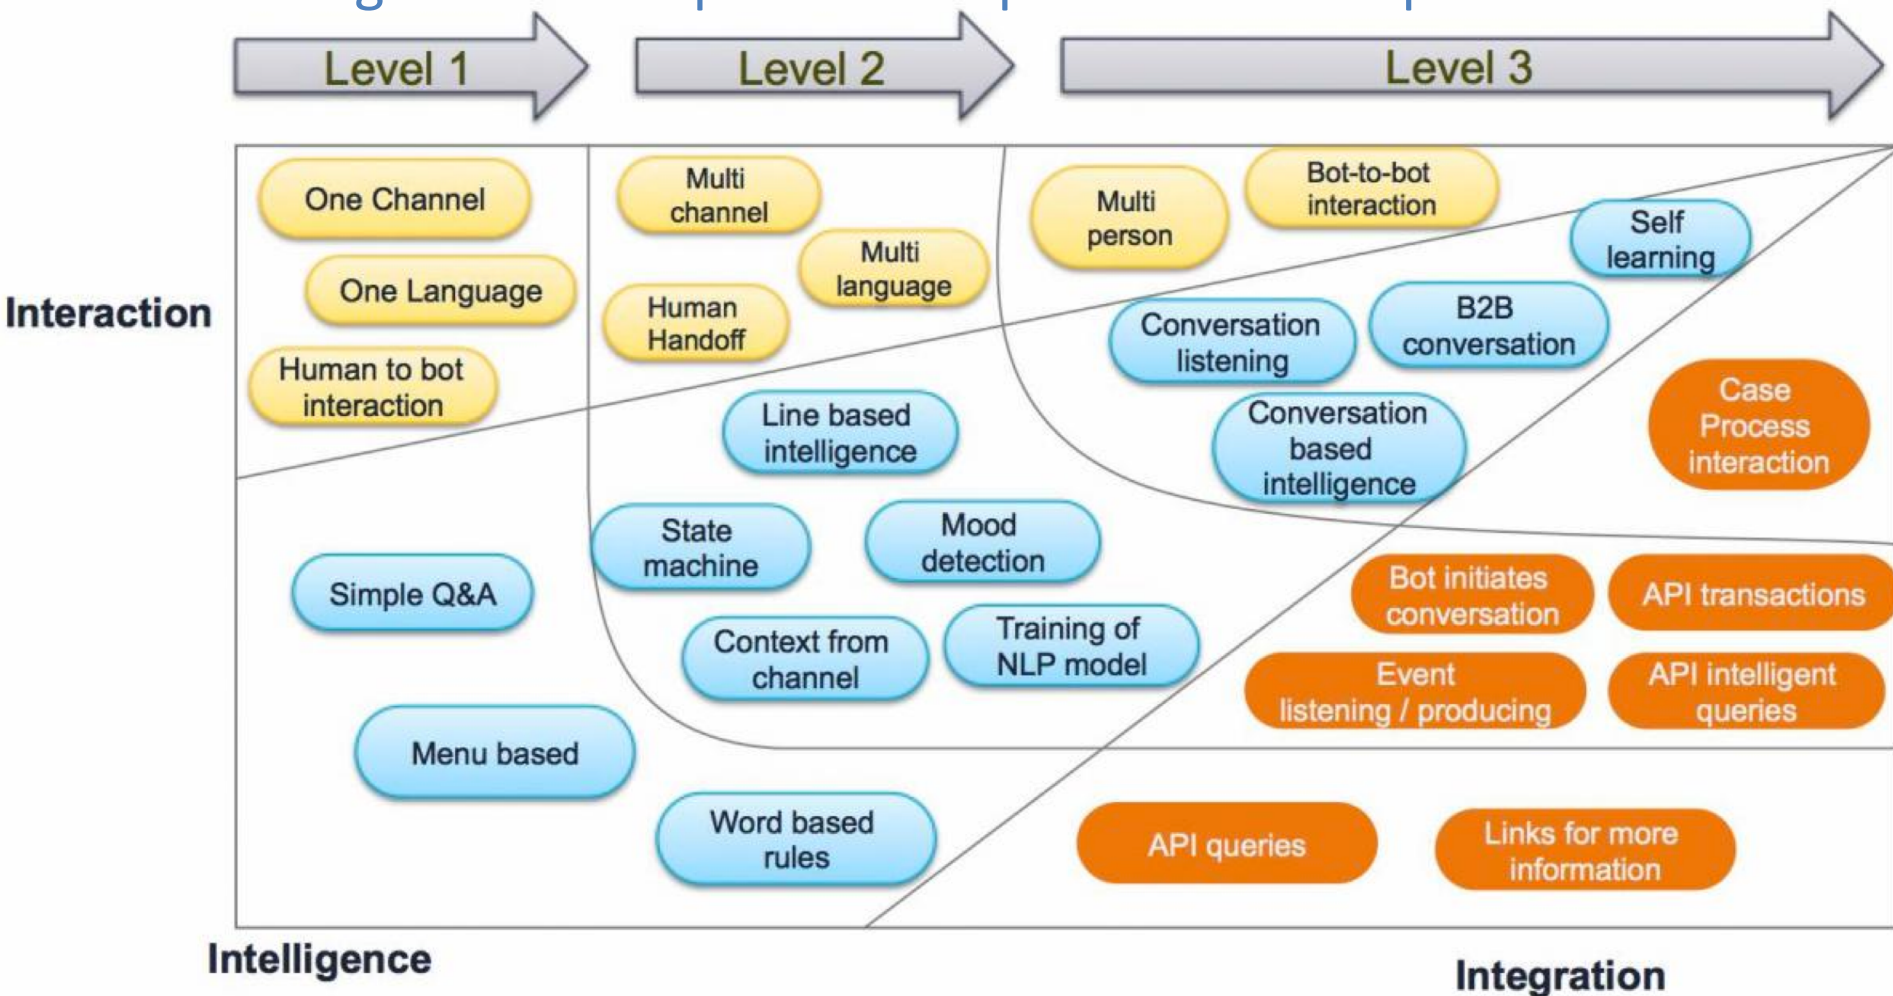 Level 1
Level 2
Level 3
Interaction
One Channel
One Language
Human to bot
interaction
Multi
channel
Multi
language
Human
Handoff
Multi
person
Bot-to-bot
interaction
Self
learning
Conversation
listening
B2B
conversation
Conversation
based
intelligence
Case
Process
interaction
Line based
intelligence
State
machine
Mood
detection
Context from
channel
Training of
NLP model
Simple Q&A
Menu based
Word based
rules
Bot initiates
conversation
API transactions
Event
listening / producing
API intelligent
queries
API queries
Links for more
information
Intelligence
Integration